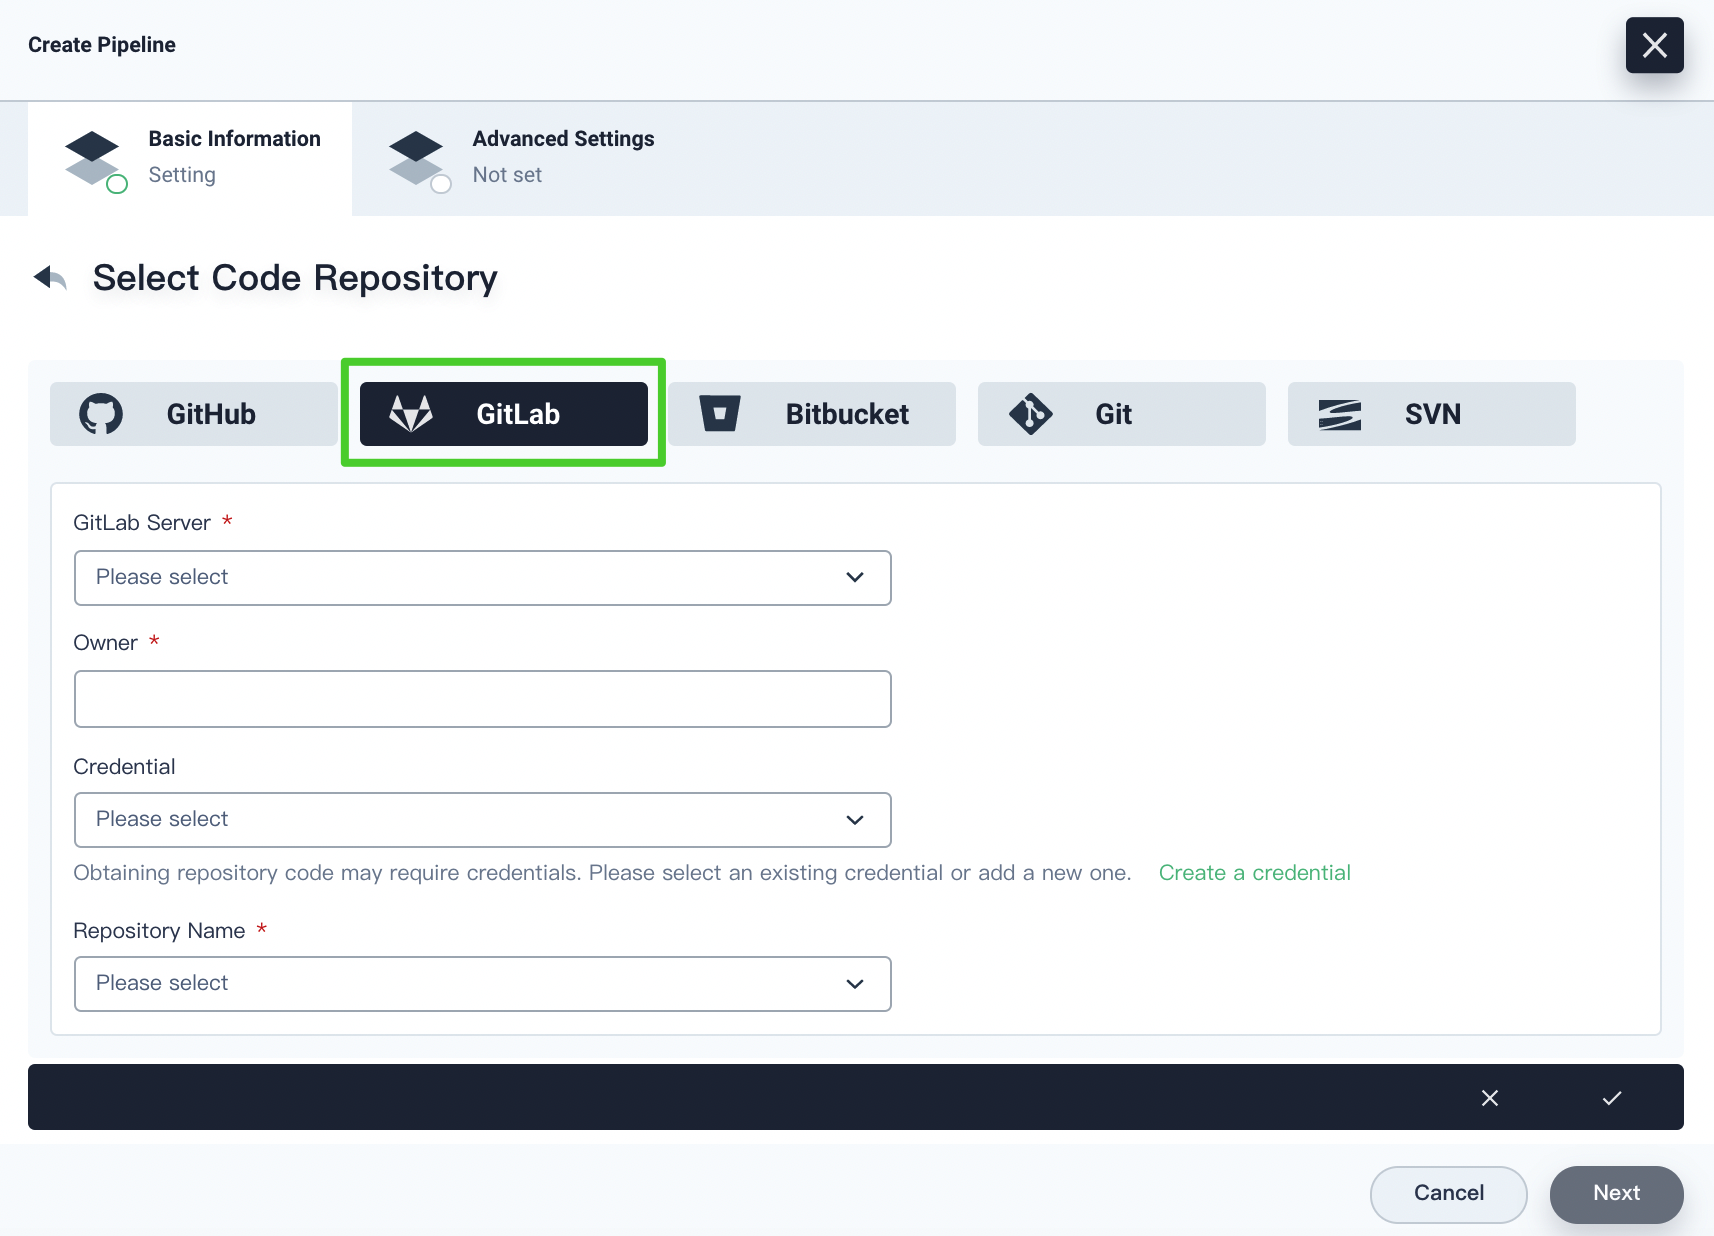 Create Pipeline
Basic Information
Setting
Advanced Settings
Not set
Select Code Repository
GitHub
GitLab
Bitbucket
Git
SVN
GitLab Server *
Please select
Owner *
Credential
Please select
Obtaining repository code may require credentials. Please select an existing credential or add a new one. Create a credential
Repository Name *
Please select
Cancel
Next